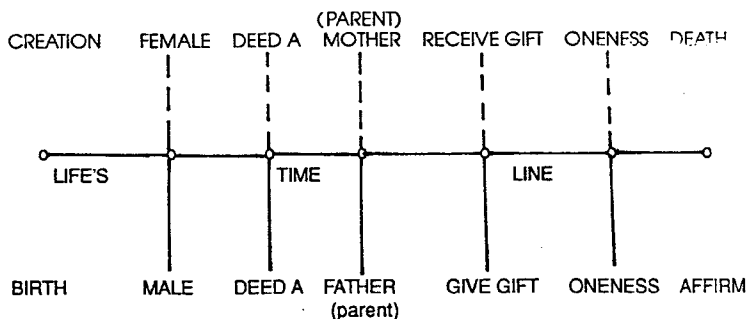 (PARENT)
CREATION FEMALE DEED A MOTHER RECEIVE GIFT ONENESS DEATH
LIFE'S TIME LINE
BIRTH MALE DEED A FATHER GIVE GIFT ONENESS AFFIRM
(parent)